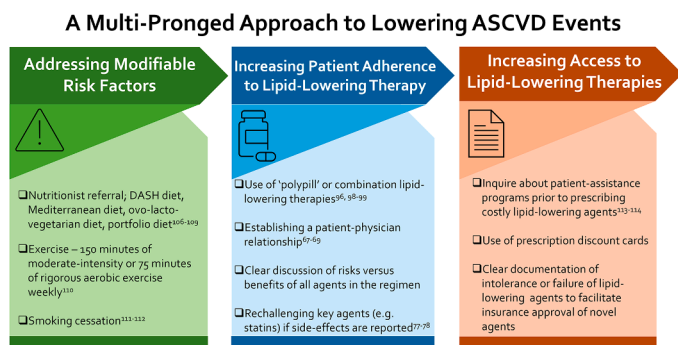 A Multi-Pronged Approach to Lowering ASCVD Events
Addressing Modifiable
Risk Factors
❑Nutritionist referral; DASH diet,
Mediterranean diet, ovo-lacto-
vegetarian diet, portfolio diet106-109
❑Exercise – 150 minutes of
moderate-intensity or 75 minutes
of rigorous aerobic exercise
weekly110
❑Smoking cessation111-112
Increasing Patient Adherence
to Lipid-Lowering Therapy
❑Use of ‘polypill’ or combination lipid-
lowering therapies96, 98-99
❑Establishing a patient-physician
relationship67-69
❑Clear discussion of risks versus
benefits of all agents in the regimen
❑Rechallenging key agents (e.g.
statins) if side-effects are reported77-78
Increasing Access to
Lipid-Lowering Therapies
❑Inquire about patient-assistance
programs prior to prescribing
costly lipid-lowering agents113-114
❑Use of prescription discount cards
❑Clear documentation of
intolerance or failure of lipid-
lowering agents to facilitate
insurance approval of novel
agents